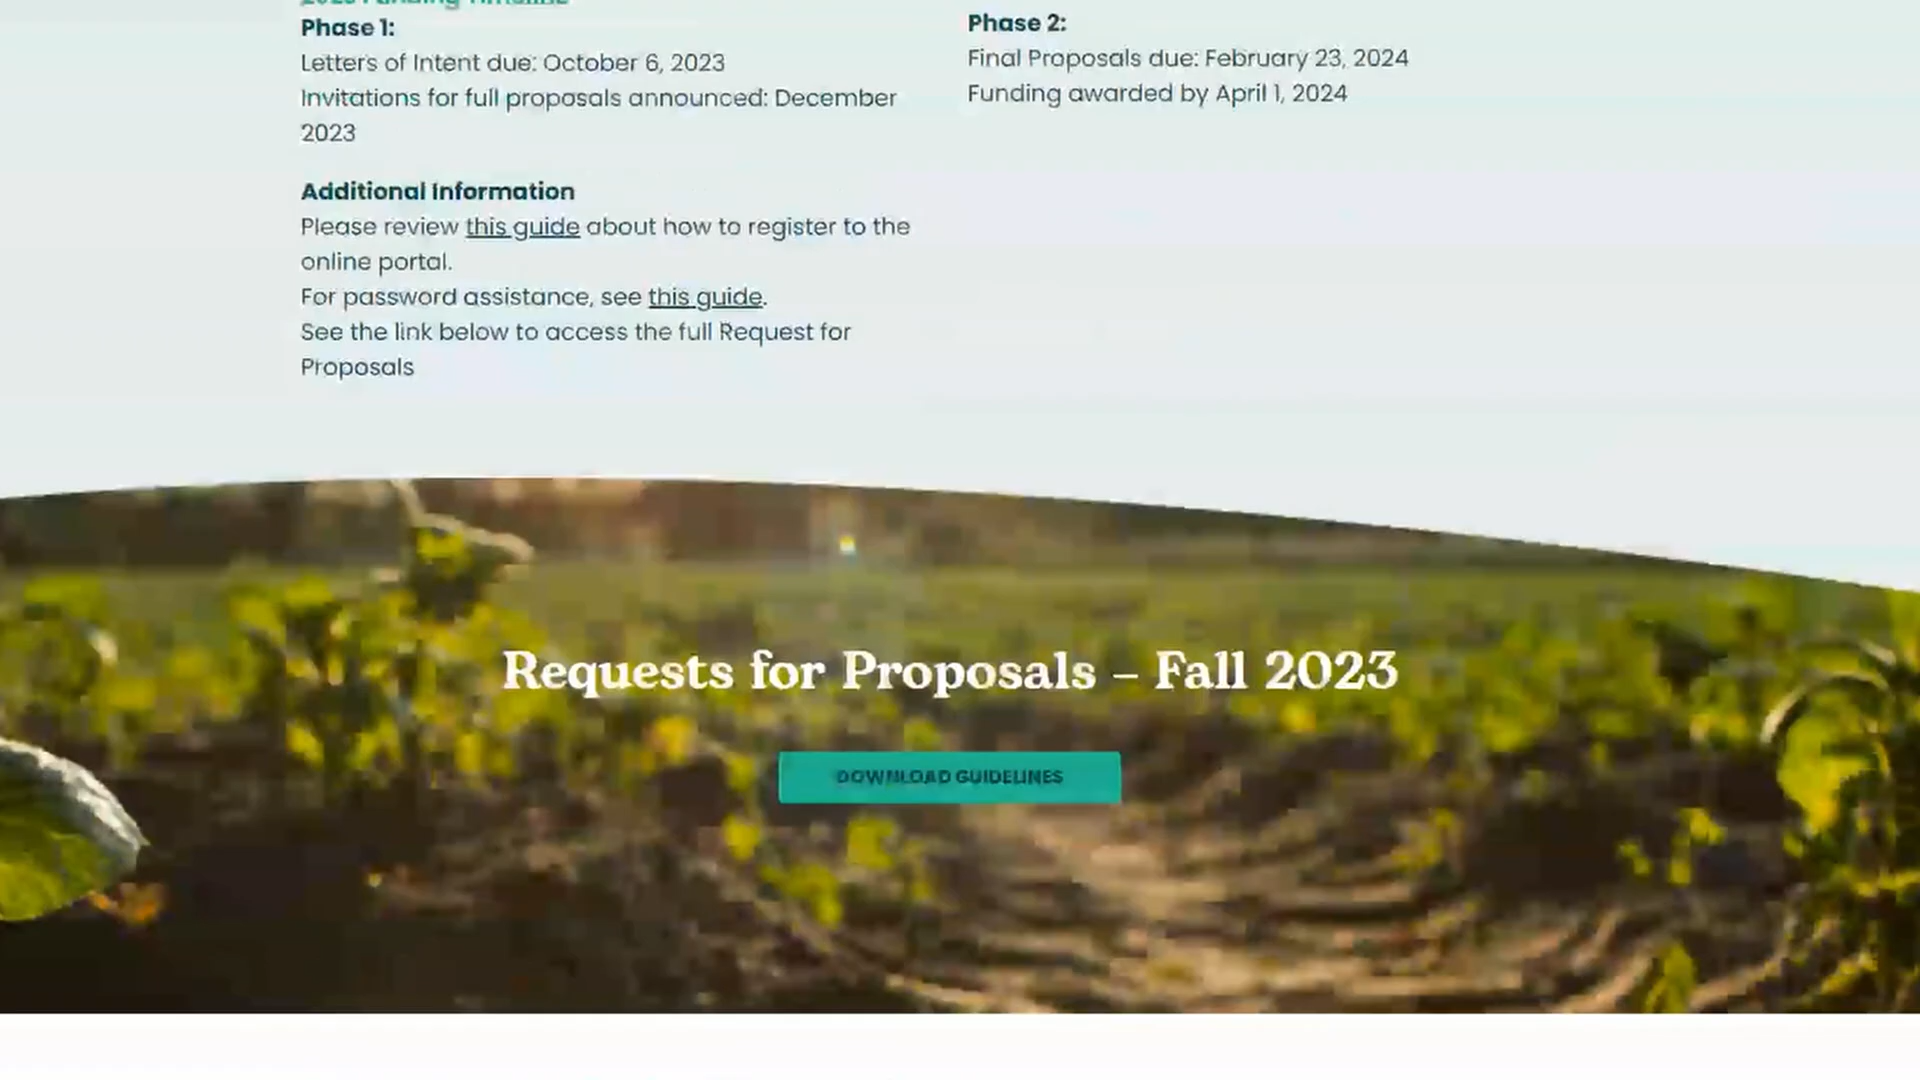 2023 Funding Timeline
Phase 1:
Letters of Intent due: October 6, 2023
Invitations for full proposals announced: December
2023
Phase 2:
Final Proposals due: February 23, 2024
Funding awarded by April 1, 2024
Additional Information
Please review this guide about how to register to the
online portal.
For password assistance, see this guide.
See the link below to access the full Request for
Proposals
Requests for Proposals – Fall 2023
DOWNLOAD GUIDELINES